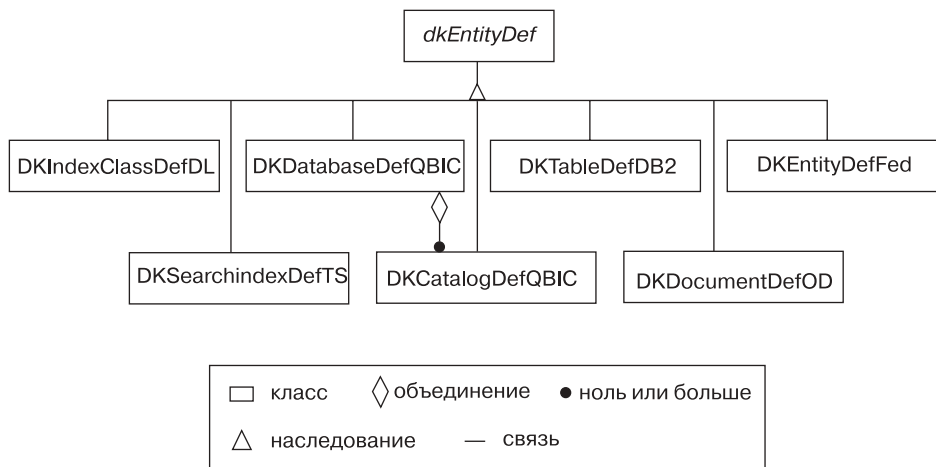 dkEntityDef
DKIndexClassDefDL
DKDatabaseDefQBIC
DKTableDefDB2
DKEntityDefFed
DKSearchindexDefTS
DKCatalogDefQBIC
DKDocumentDefOD
класс
объединение
ноль или больше
наследование
связь